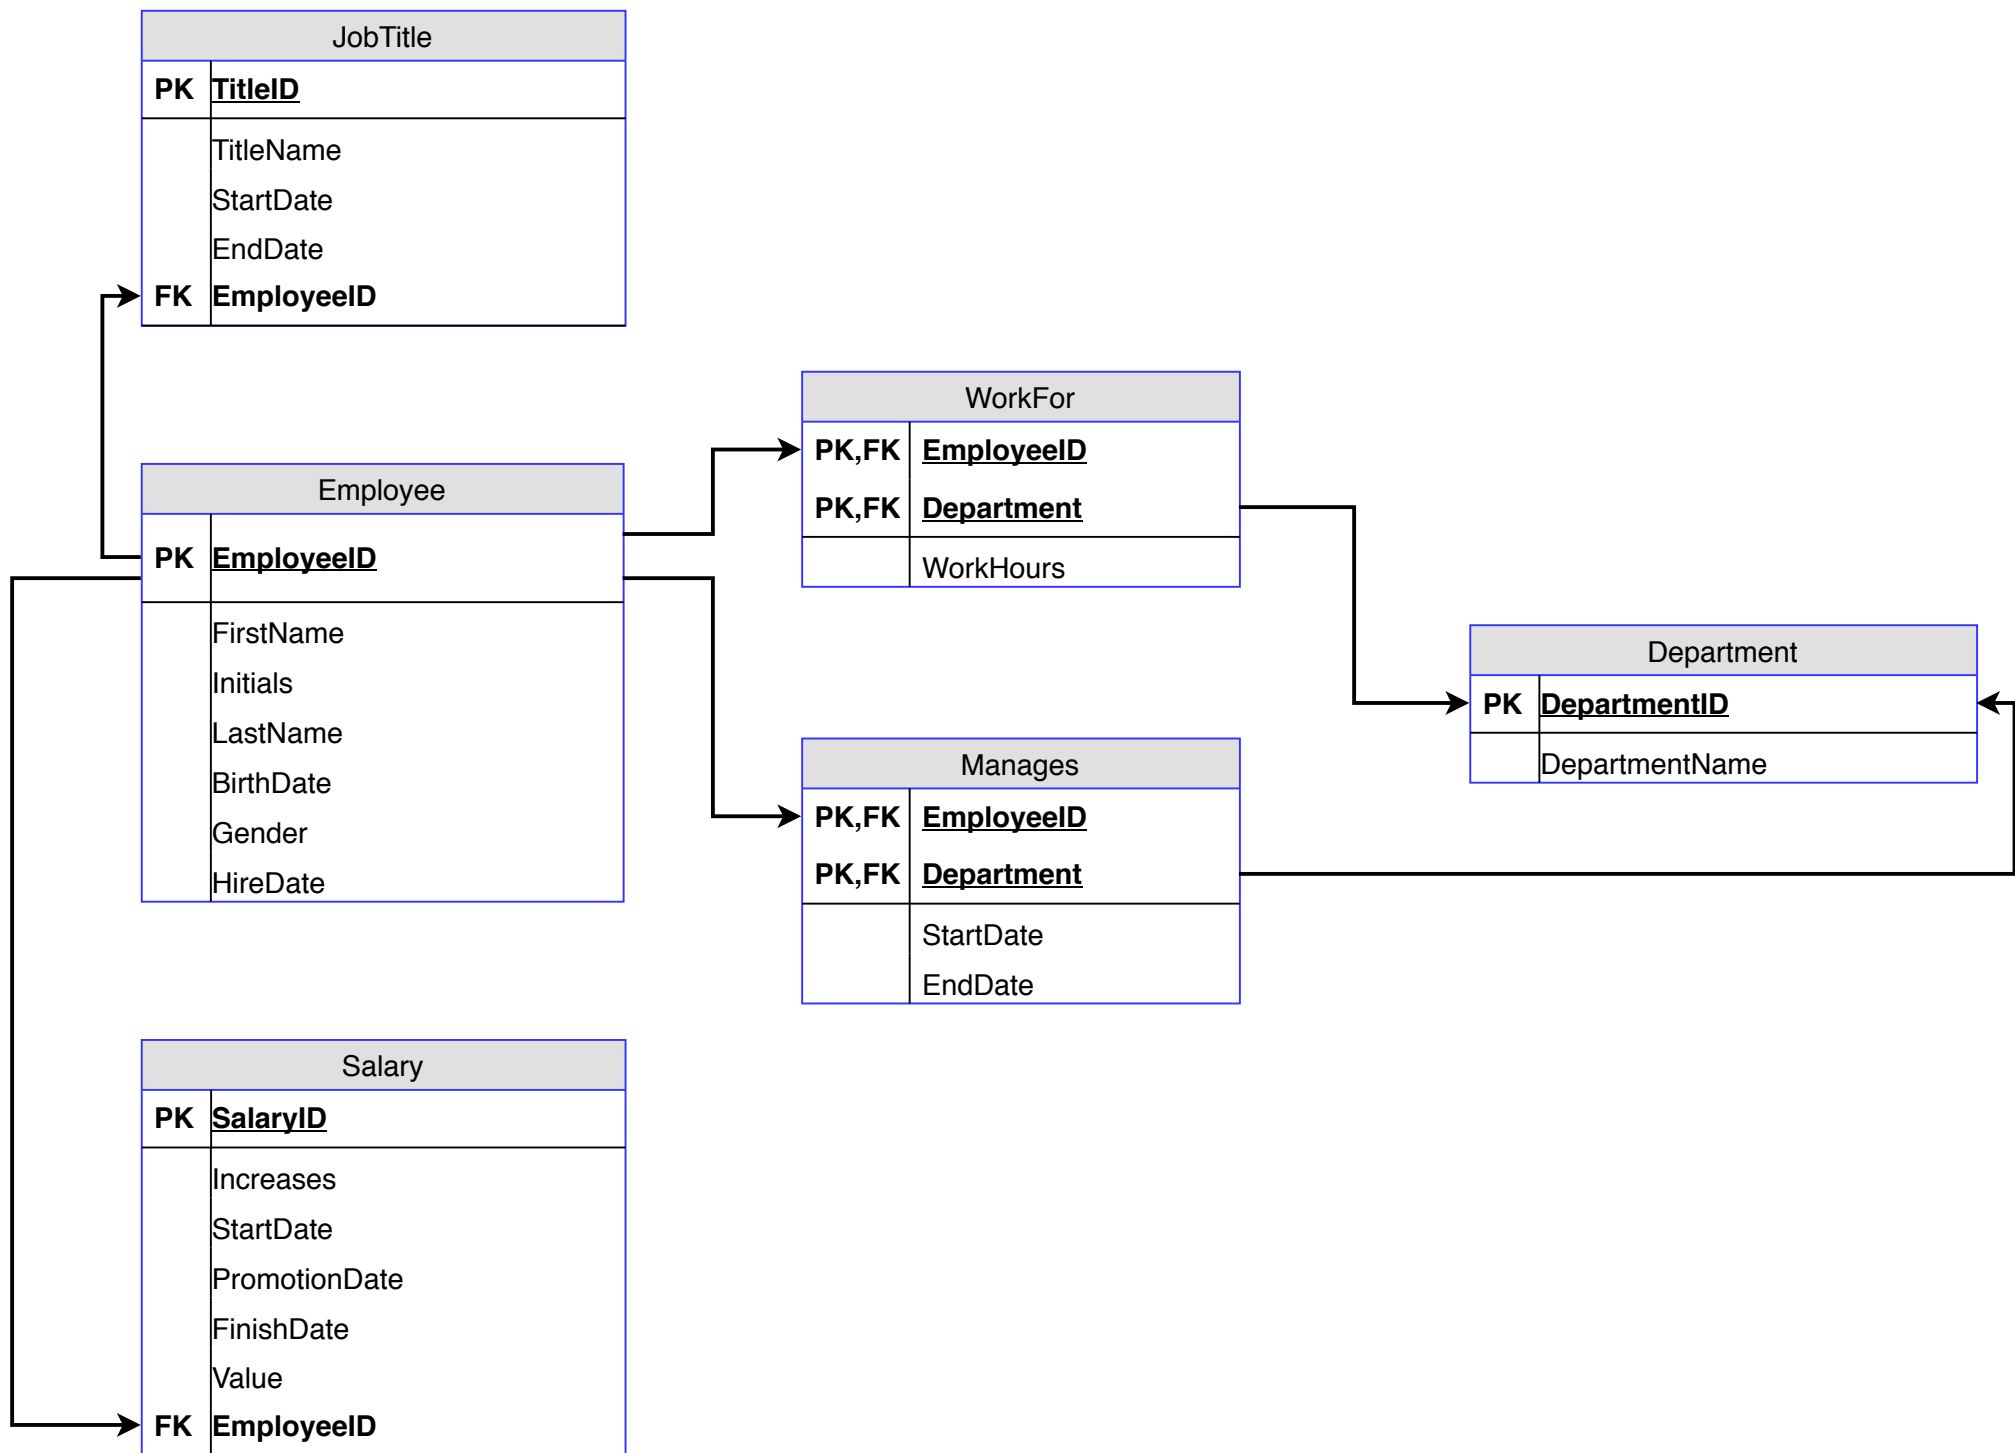 JobTitle
PK TitleID
TitleName
StartDate
EndDate
FK EmployeeID
Employee
PK EmployeeID
FirstName
Initials
LastName
BirthDate
Gender
HireDate
Salary
PK SalaryID
Increases
StartDate
PromotionDate
FinishDate
Value
FK EmployeeID
WorkFor
PK,FK EmployeeID
PK,FK Department
WorkHours
Manages
PK,FK EmployeeID
PK,FK Department
StartDate
EndDate
Department
PK DepartmentID
DepartmentName